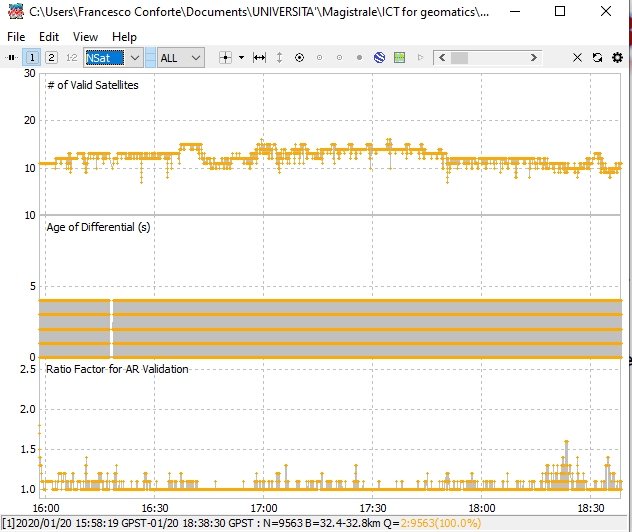 C:\Users\Francesco Conforte\Documents\UNIVERSITA'\Magistrale\ICT for geomatics\...
File Edit View Help
1 2 1-2 NSat ALL
30
# of Valid Satellites
20
10
10
Age of Differential (s)
5
0
2.5
Ratio Factor for AR Validation
2.0
1.5
1.0
16:00 16:30 17:00 17:30 18:00 18:30
[1]2020/01/20 15:58:19 GPST-01/20 18:38:30 GPST : N=9563 B=32.4-32.8km Q=2:9563(100.0%)